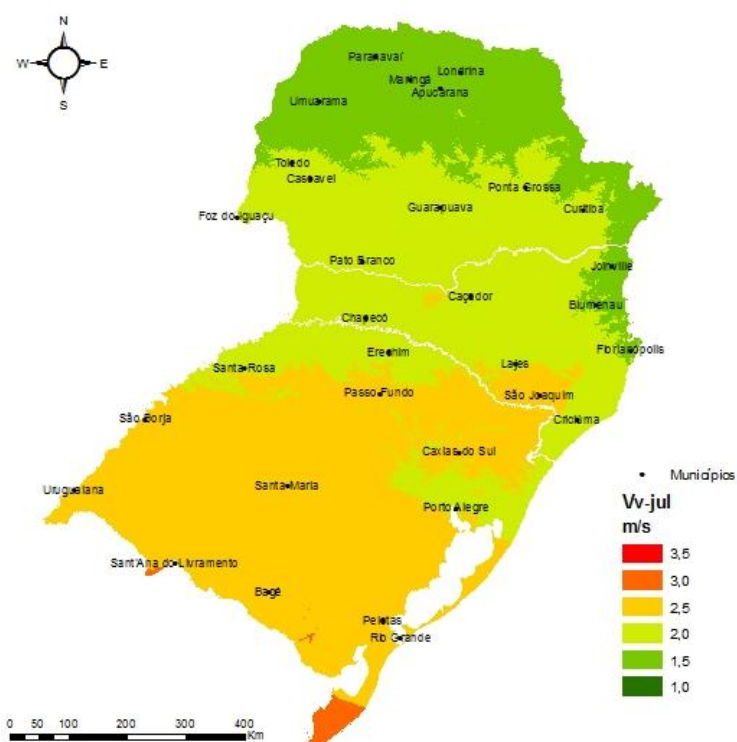 N
W E
S
Paranavaí
Londrina
Maringá
Apucarana
Umuarama
Toledo
Cascavel
Ponta Grossa
Guarapuava
Curitiba
Foz do Iguaçu
Pato Branco
Joinville
Caçador
Blumenau
Chapecó
Erechim
Florianópolis
Lajes
Santa Rosa
Passo Fundo
São Joaquim
São Borja
Criciúma
Caxias do Sul
Municípios
Uruguaiana
Santa Maria
Vv-jul
Porto Alegre
m/s
3,5
Sant'Ana do Livramento
3,0
Bagé
2,5
Pelotas
2,0
Rio Grande
1,5
1,0
0 50 100 200 300 400
Km